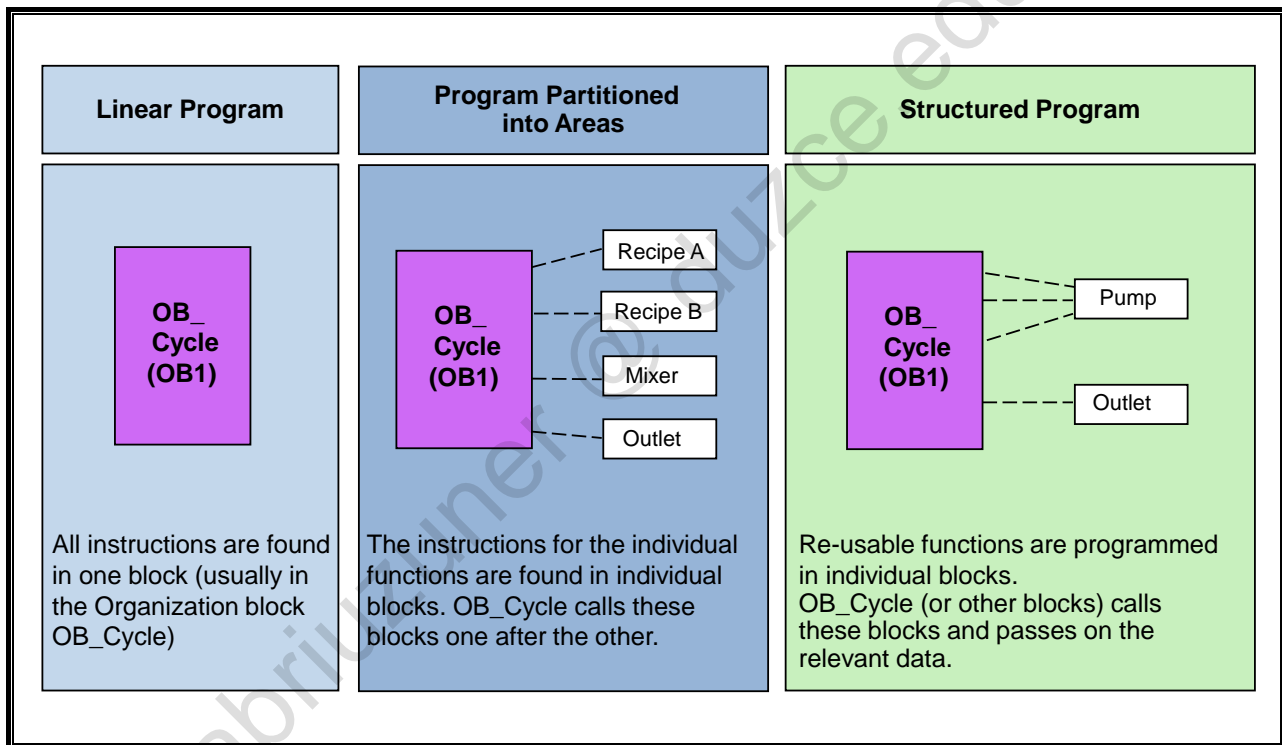 Linear Program
Program Partitioned
into Areas
Structured Program
OB_
Cycle
(OB1)
OB_
Cycle
(OB1)
Recipe A
Recipe B
Mixer
Outlet
OB_
Cycle
(OB1)
Pump
Outlet
All instructions are found
in one block (usually in
the Organization block
OB_Cycle)
The instructions for the individual
functions are found in individual
blocks. OB_Cycle calls these
blocks one after the other.
Re-usable functions are programmed
in individual blocks.
OB_Cycle (or other blocks) calls
these blocks and passes on the
relevant data.
abriuzuner @ duzce edu